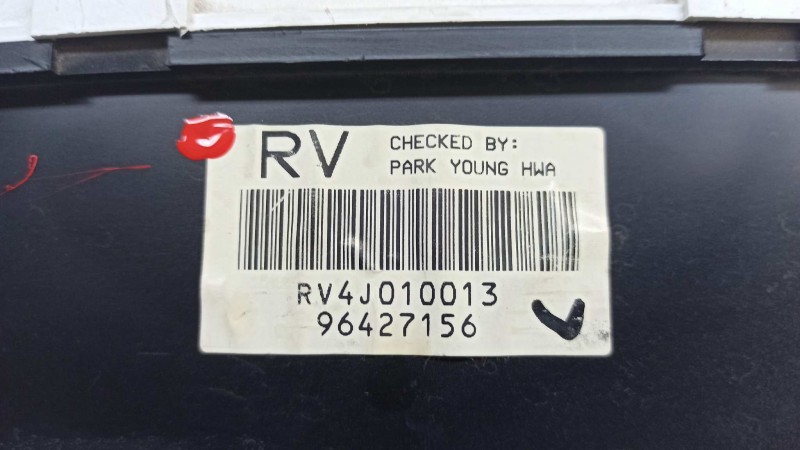 RV
CHECKED BY:
PARK YOUNG HWA
RV4J010013
96427156